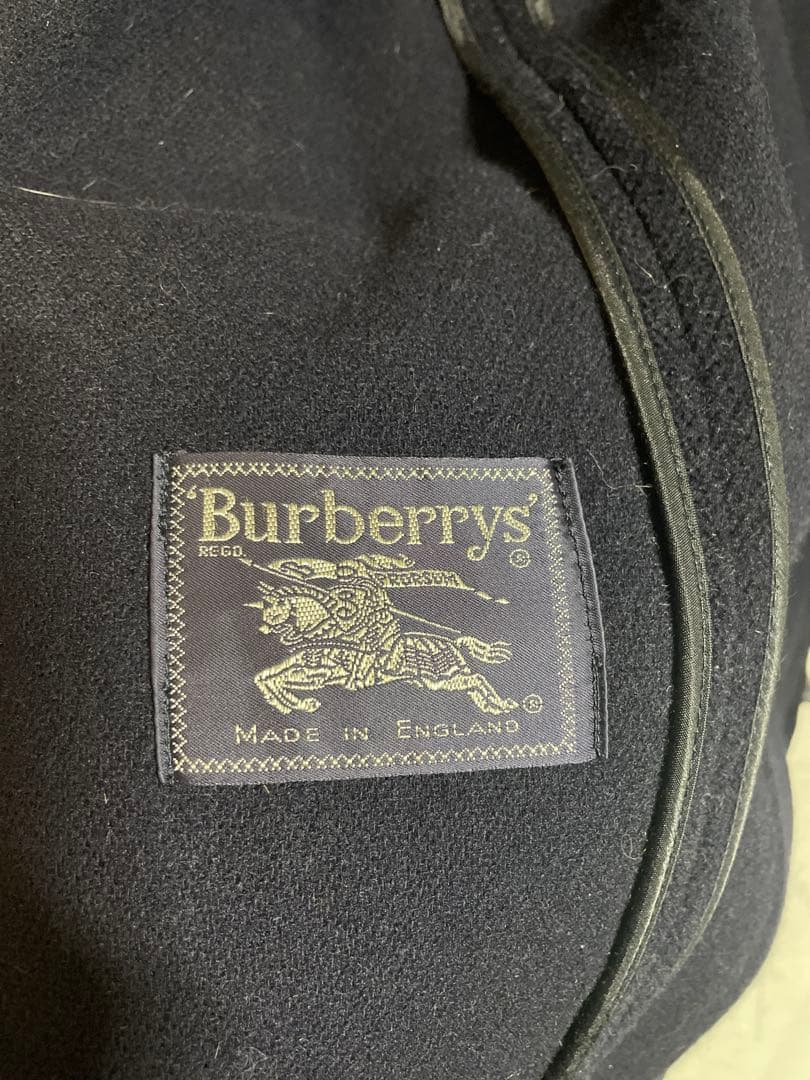 'Burberrys'
REGD.
®
PRORSUM
®
MADE IN ENGLAND